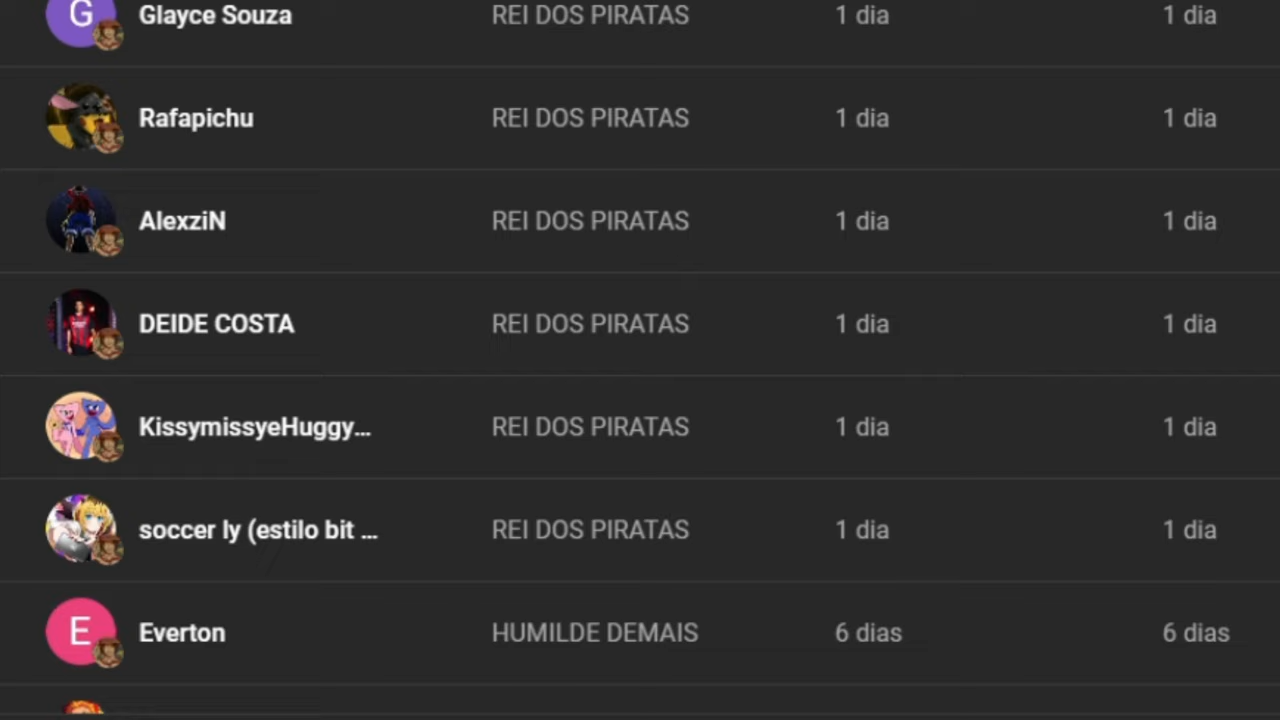 G Glayce Souza REI DOS PIRATAS 1 dia 1 dia
Rafapichu REI DOS PIRATAS 1 dia 1 dia
AlexziN REI DOS PIRATAS 1 dia 1 dia
DEIDE COSTA REI DOS PIRATAS 1 dia 1 dia
KissymissyeHuggy... REI DOS PIRATAS 1 dia 1 dia
soccer ly (estilo bit ... REI DOS PIRATAS 1 dia 1 dia
E Everton HUMILDE DEMAIS 6 dias 6 dias